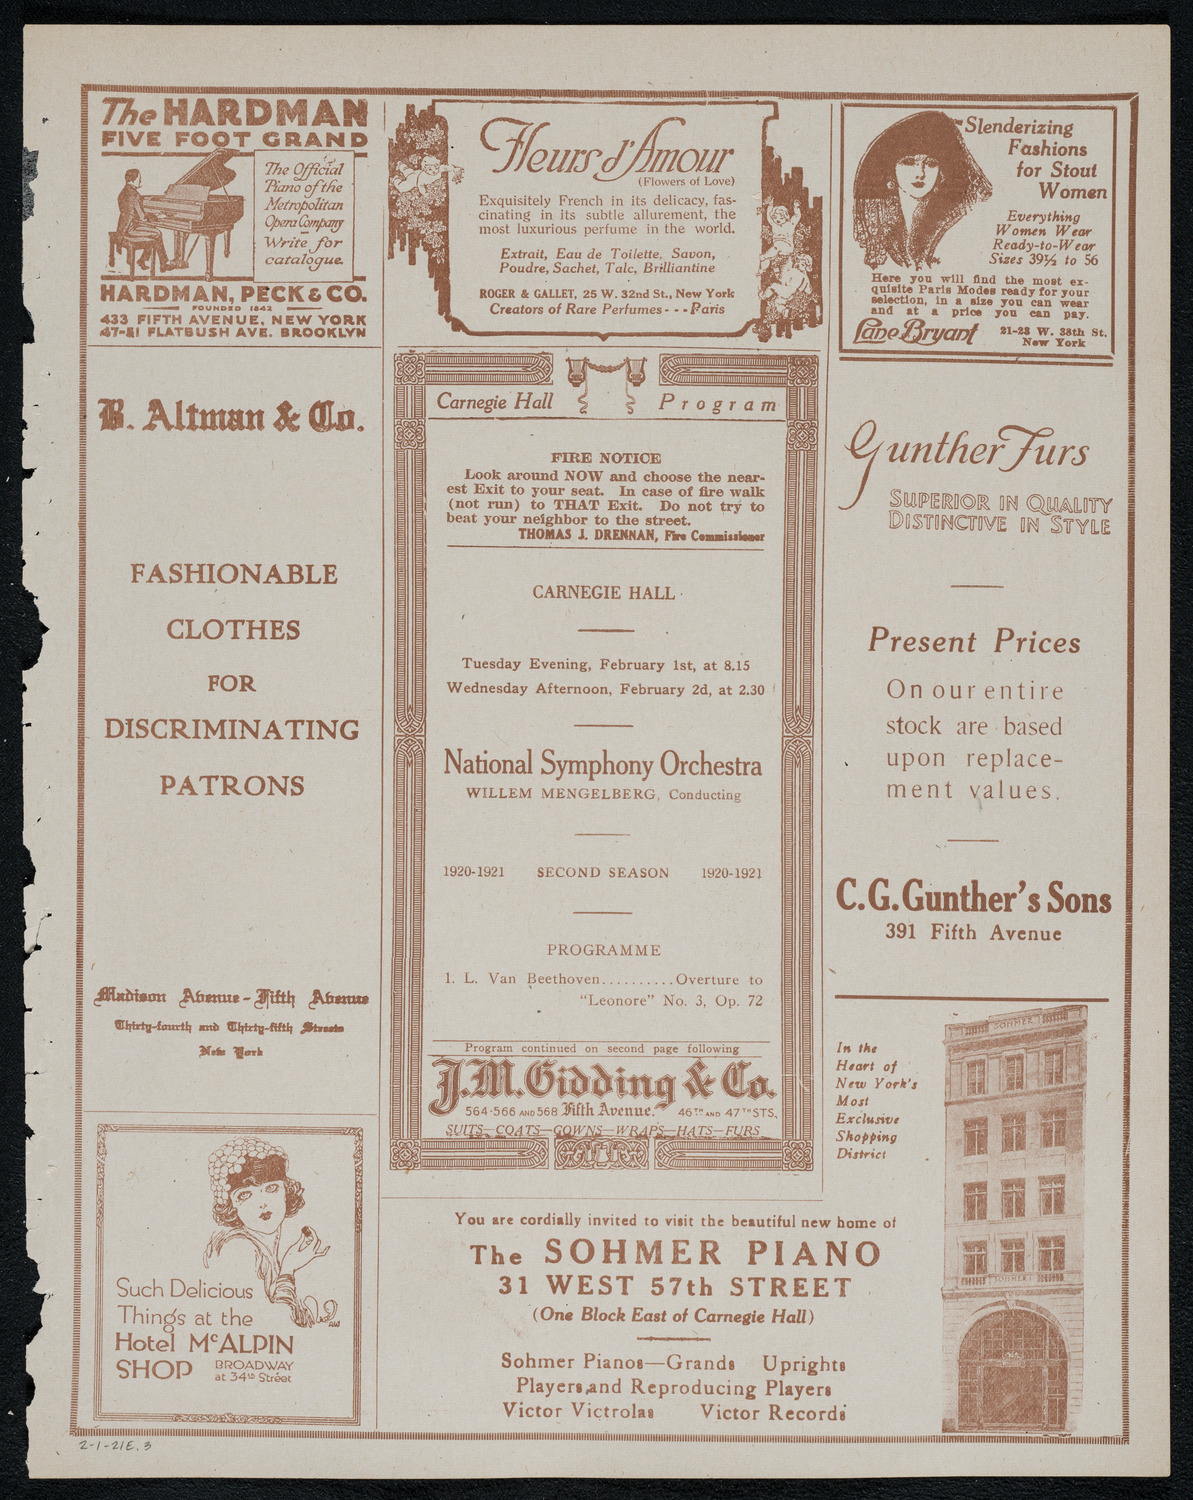 The HARDMAN
FIVE FOOT GRAND
The Official
Piano of the
Metropolitan
Opera Company
Write for
catalogue.
HARDMAN, PECK & CO.
FOUNDED 1842
433 FIFTH AVENUE, NEW YORK
47-51 FLATBUSH AVE. BROOKLYN
Fleurs d'Amour
(Flowers of Love)
Exquisitely French in its delicacy, fas-
cinating in its subtle allurement, the
most luxurious perfume in the world.
Extrait, Eau de Toilette, Savon,
Poudre, Sachet, Talc, Brilliantine
ROGER & GALLET, 25 W. 32nd St., New York
Creators of Rare Perfumes - - - Paris
Slenderizing
Fashions
for Stout
Women
Everything
Women Wear
Ready-to-Wear
Sizes 39½ to 56
Here you will find the most ex-
quisite Paris Modes ready for your
selection, in a size you can wear
and at a price you can pay.
Lane Bryant
21-23 W. 38th St.
New York
B. Altman & Co.
FASHIONABLE
CLOTHES
FOR
DISCRIMINATING
PATRONS
Madison Avenue - Fifth Avenue
Thirty-fourth and Thirty-fifth Streets
New York
Such Delicious
Things at the
Hotel McALPIN
SHOP
BROADWAY
at 34th Street
Carnegie Hall Program
FIRE NOTICE
Look around NOW and choose the near-
est Exit to your seat. In case of fire walk
(not run) to THAT Exit. Do not try to
beat your neighbor to the street.
THOMAS J. DRENNAN, Fire Commissioner
CARNEGIE HALL
Tuesday Evening, February 1st, at 8.15
Wednesday Afternoon, February 2d, at 2.30
National Symphony Orchestra
WILLEM MENGELBERG, Conducting
1920-1921 SECOND SEASON 1920-1921
PROGRAMME
1. L. Van Beethoven..........Overture to
"Leonore" No. 3, Op. 72
Program continued on second page following
J.M. Gidding & Co.
564-566 AND 568 Fifth Avenue. 46TH AND 47TH STS.
SUITS—COATS—GOWNS—WRAPS—HATS—FURS
Gunther Furs
SUPERIOR IN QUALITY
DISTINCTIVE IN STYLE
Present Prices
On our entire
stock are based
upon replace-
ment values.
C.G. Gunther's Sons
391 Fifth Avenue
In the
Heart of
New York's
Most
Exclusive
Shopping
District
SOHMER
SOHMER
You are cordially invited to visit the beautiful new home of
The SOHMER PIANO
31 WEST 57th STREET
(One Block East of Carnegie Hall)
Sohmer Pianos—Grands Uprights
Players and Reproducing Players
Victor Victrolas Victor Records
2-1-21E. 3